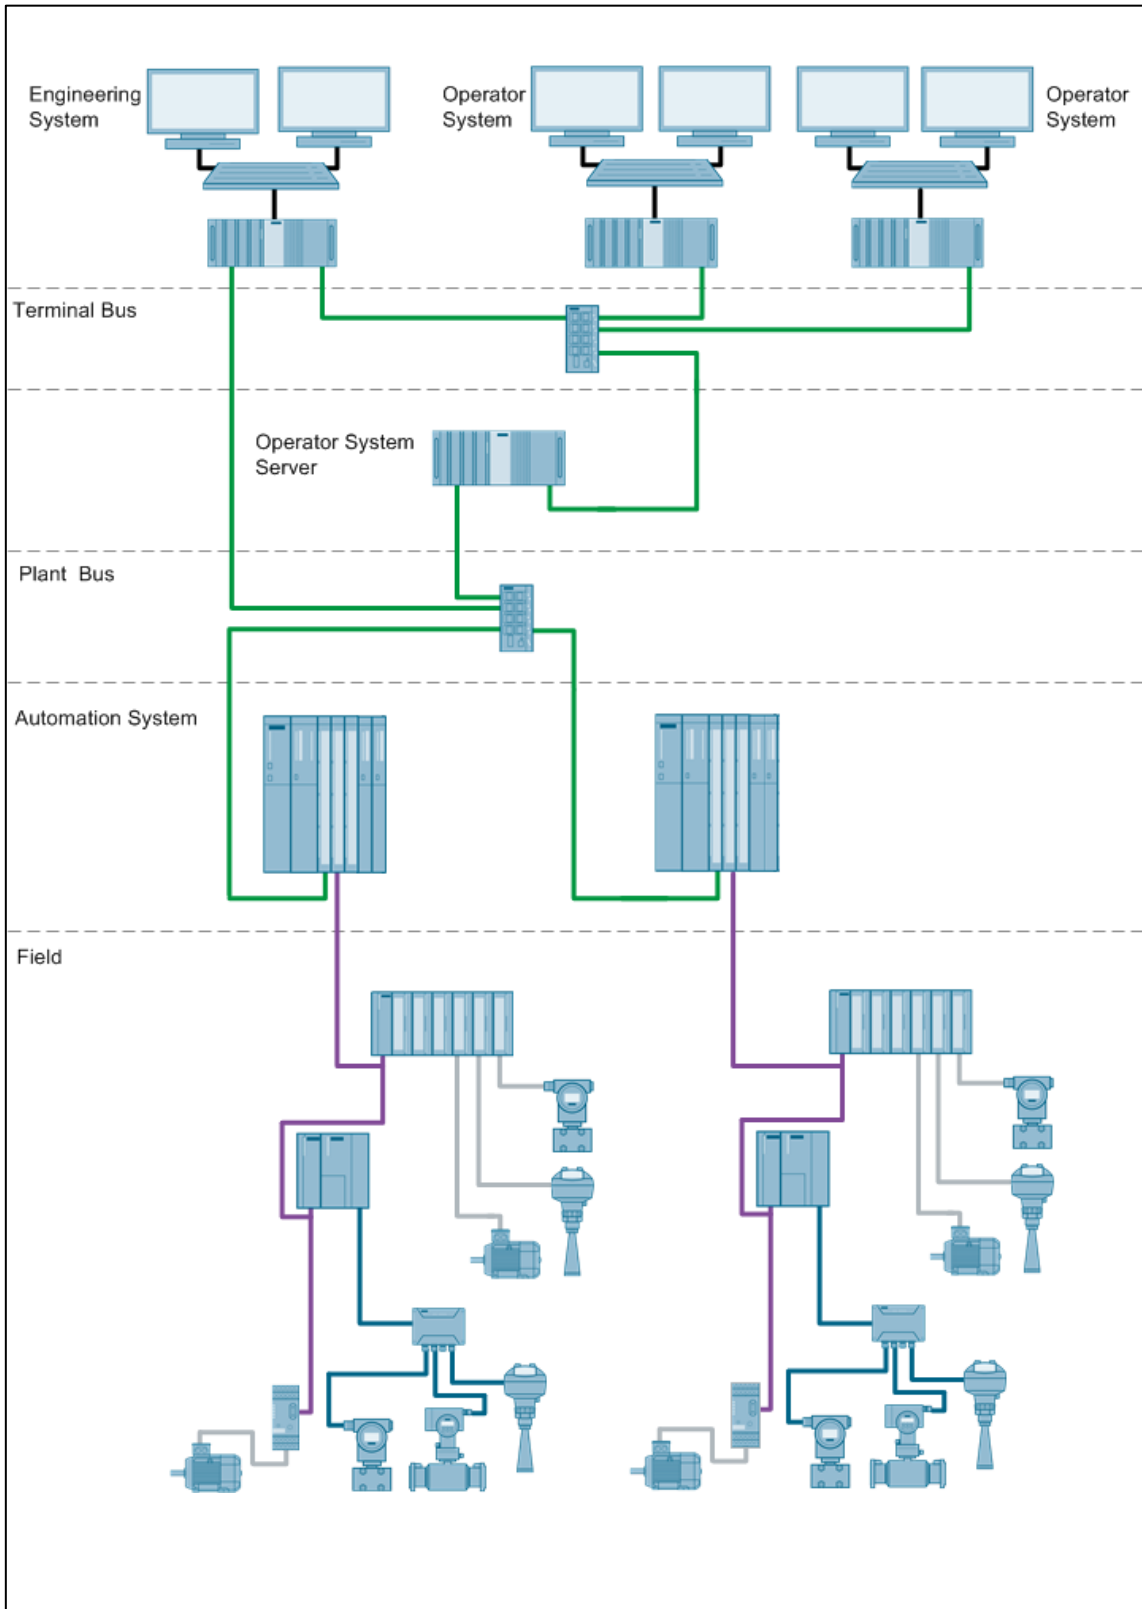 Engineering
System
Operator
System
Operator
System
Terminal Bus
Operator System
Server
Plant Bus
Automation System
Field